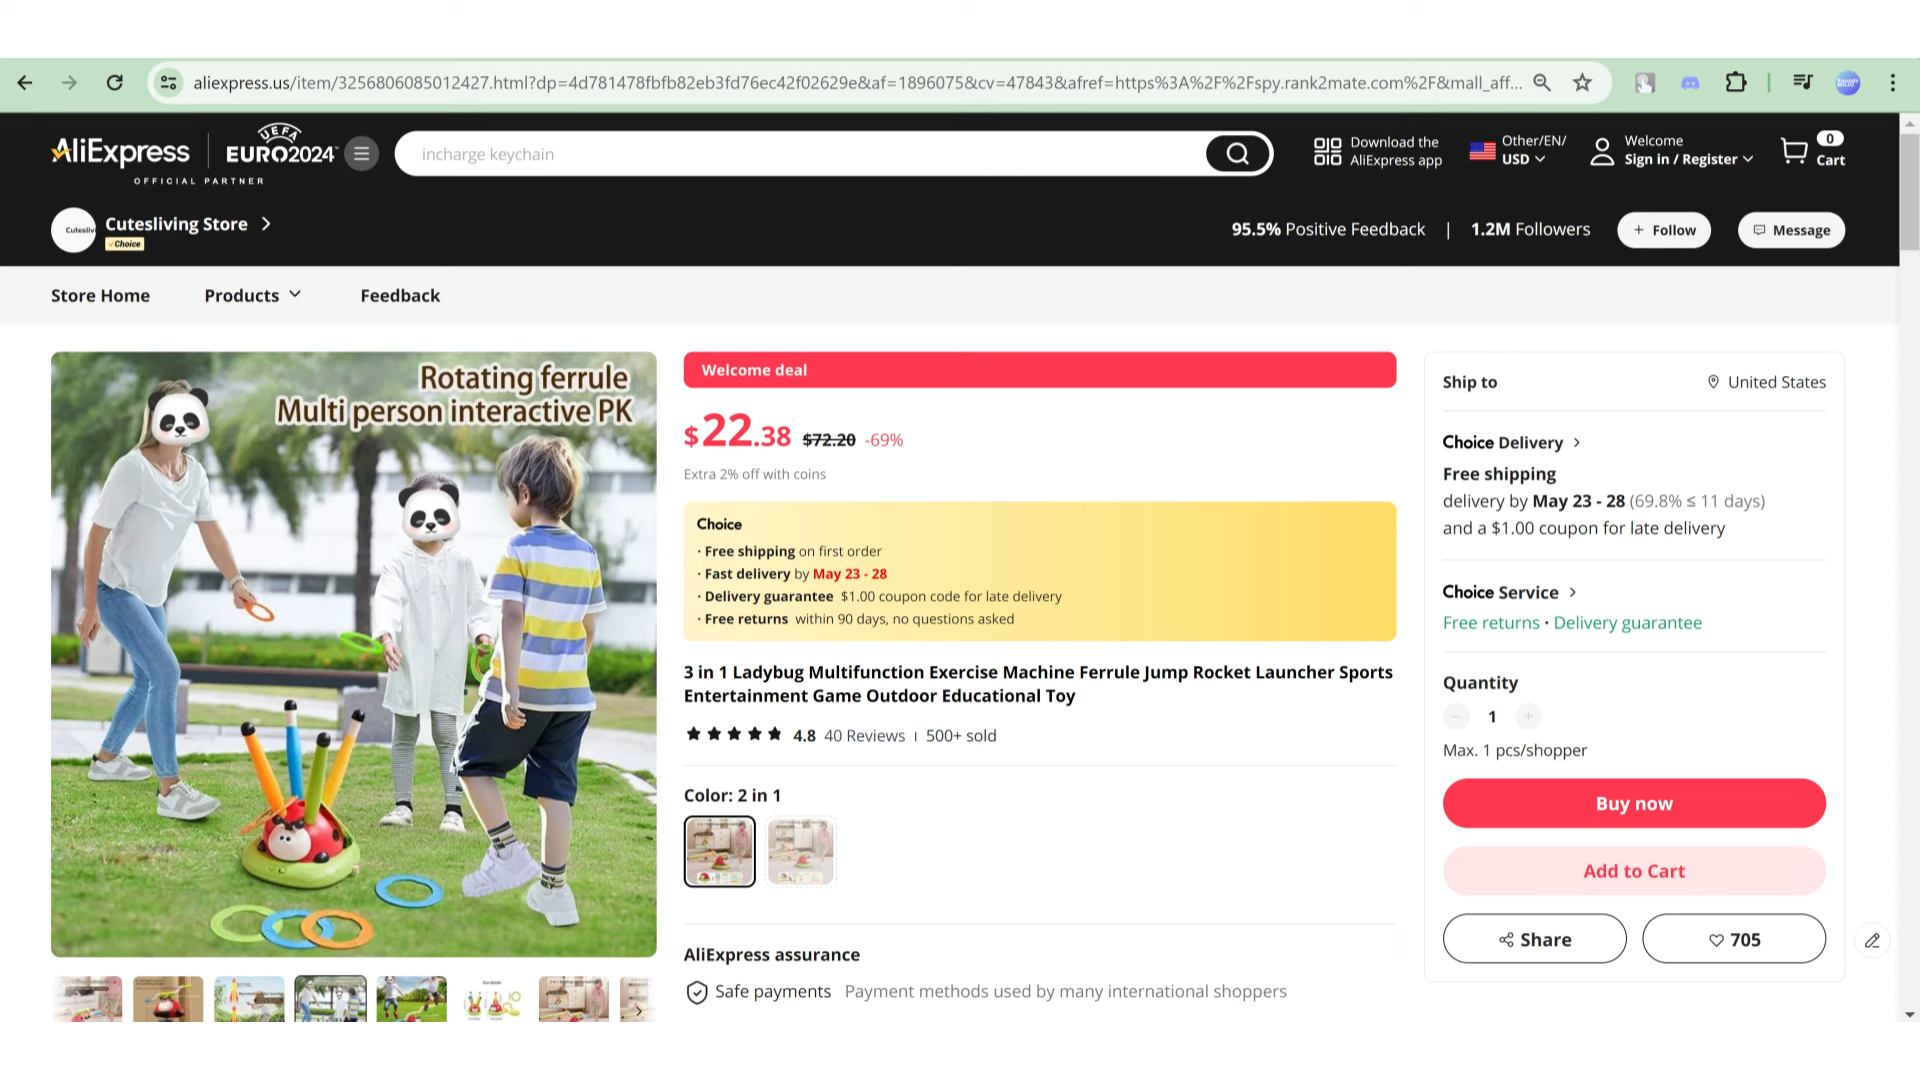 aliexpress.us/item/3256806085012427.html?dp=4d781478fbfb82eb3fd76ec42f02629e&af=1896075&cv=47843&afref=https%3A%2F%2Fspy.rank2mate.com%2F&mall_aff...
AliExpress
UEFA
EURO2024
OFFICIAL PARTNER
incharge keychain
Download the
AliExpress app
Other/EN/
USD
Welcome
Sign in / Register
0
Cart
Cutesliv
Cutesliving Store
Choice
95.5% Positive Feedback | 1.2M Followers
+ Follow
Message
Store Home
Products
Feedback
Rotating ferrule
Multi person interactive PK
Welcome deal
$22.38 $72.20 -69%
Extra 2% off with coins
Choice
· Free shipping on first order
· Fast delivery by May 23 - 28
· Delivery guarantee $1.00 coupon code for late delivery
· Free returns within 90 days, no questions asked
3 in 1 Ladybug Multifunction Exercise Machine Ferrule Jump Rocket Launcher Sports
Entertainment Game Outdoor Educational Toy
4.8 40 Reviews | 500+ sold
Color: 2 in 1
AliExpress assurance
Safe payments Payment methods used by many international shoppers
Ship to
United States
Choice Delivery
Free shipping
delivery by May 23 - 28 (69.8% ≤ 11 days)
and a $1.00 coupon for late delivery
Choice Service
Free returns · Delivery guarantee
Quantity
1
Max. 1 pcs/shopper
Buy now
Add to Cart
Share
705